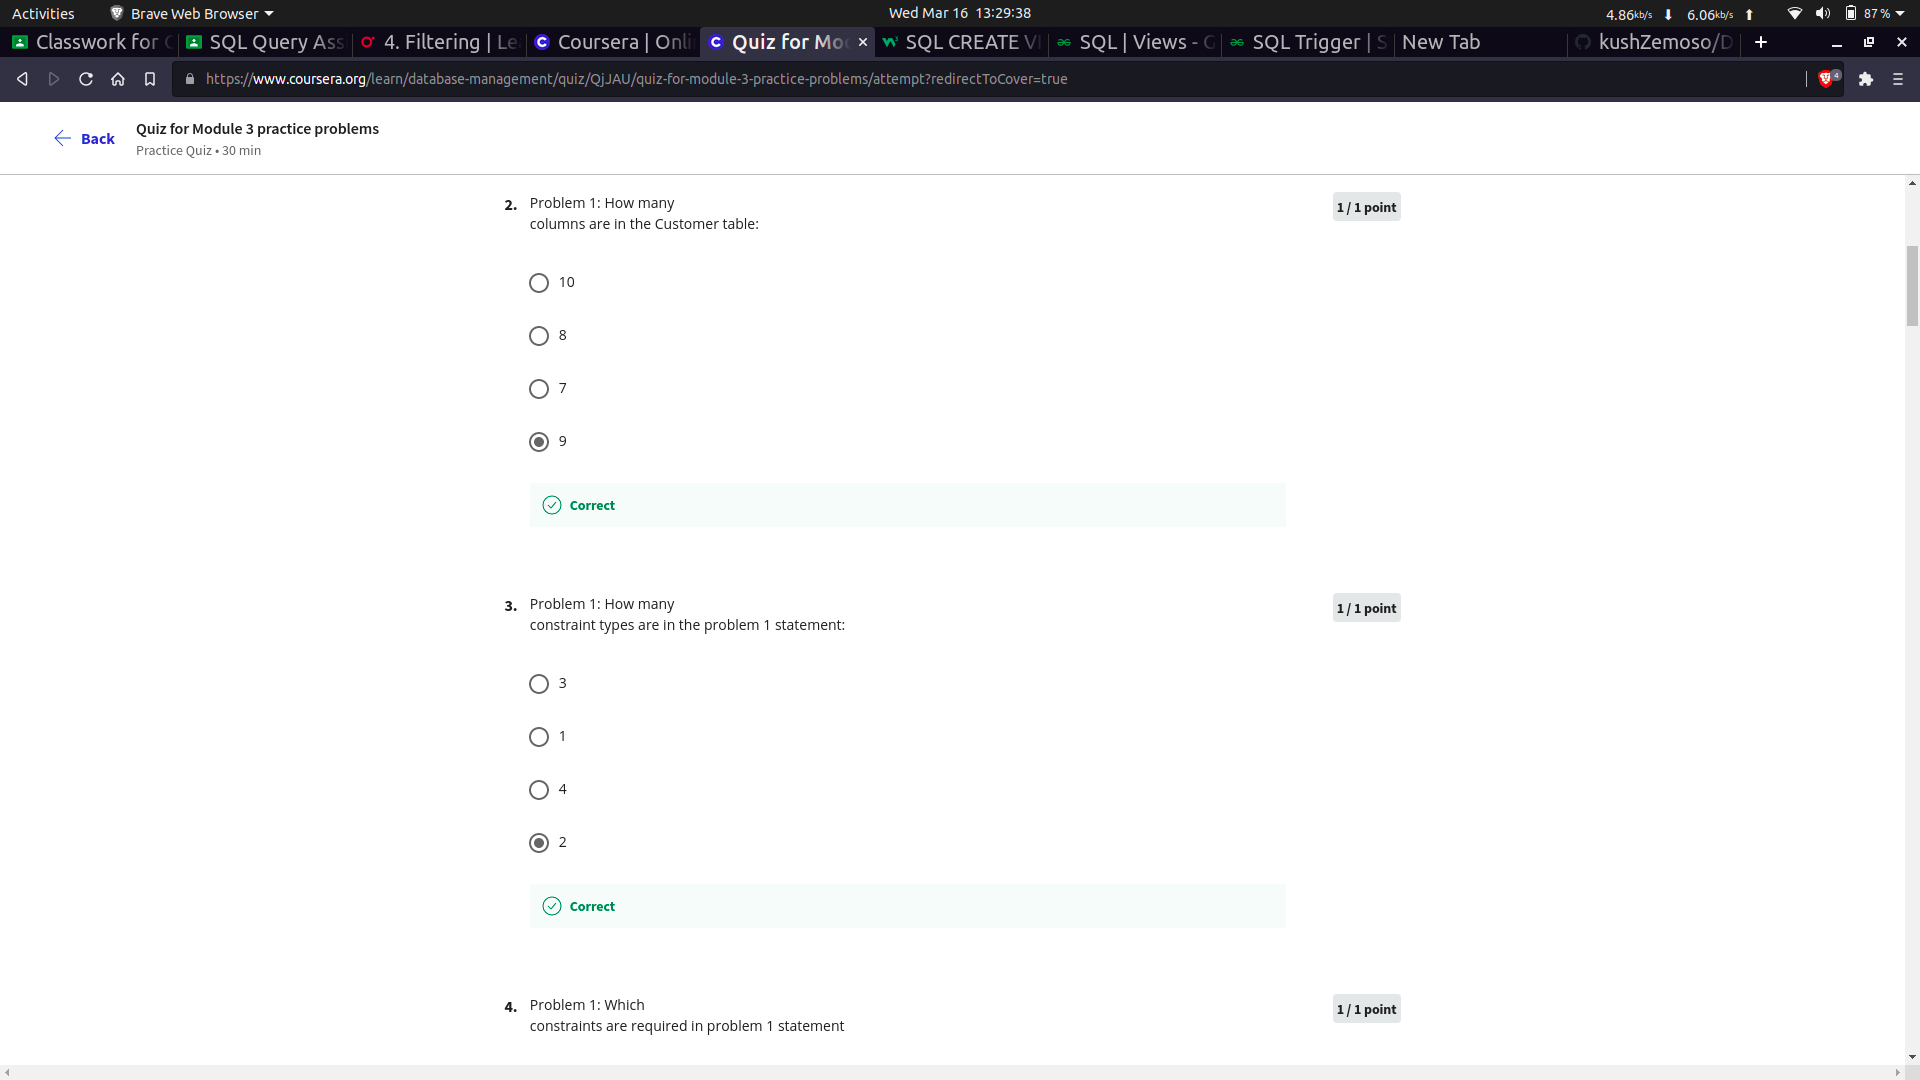 Activities
Brave Web Browser
Wed Mar 16 13:29:38
4.86kb/s
6.06kb/s
87 %
Classwork for
SQL Query Ass
4. Filtering | Le
Coursera | Onli
Quiz for Mo
SQL CREATE VI
SQL | Views - G
SQL Trigger | S
New Tab
kushZemoso/D
https://www.coursera.org/learn/database-management/quiz/QjJAU/quiz-for-module-3-practice-problems/attempt?redirectToCover=true
4
Back
Quiz for Module 3 practice problems
Practice Quiz • 30 min
2. Problem 1: How many
columns are in the Customer table:
1 / 1 point
10
8
7
9
Correct
3. Problem 1: How many
constraint types are in the problem 1 statement:
1 / 1 point
3
1
4
2
Correct
4. Problem 1: Which
constraints are required in problem 1 statement
1 / 1 point